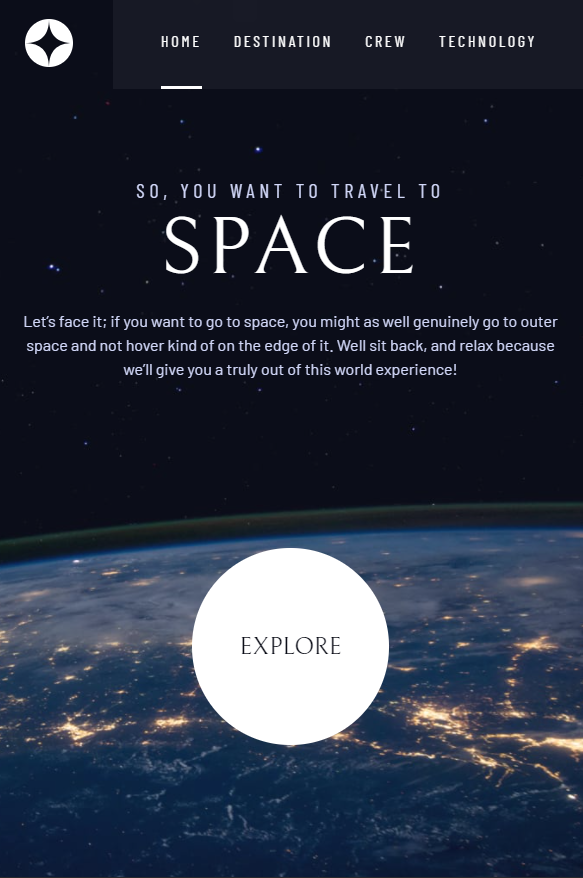 HOME DESTINATION CREW TECHNOLOGY
SO, YOU WANT TO TRAVEL TO
SPACE
Let’s face it; if you want to go to space, you might as well genuinely go to outer
space and not hover kind of on the edge of it. Well sit back, and relax because
we’ll give you a truly out of this world experience!
EXPLORE